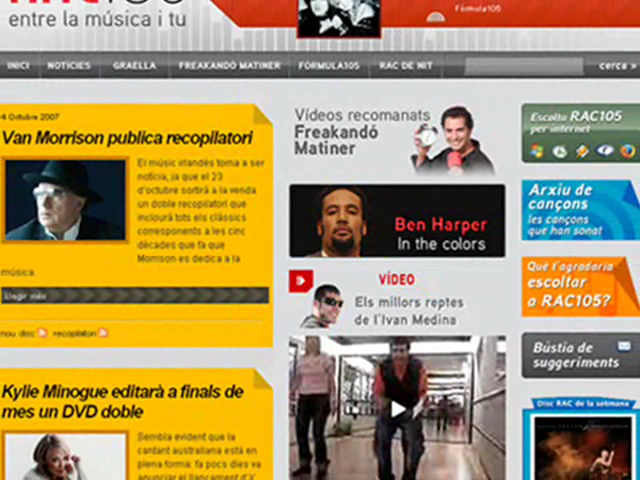 entre la música i tu
Fórmula105
INICI
NOTÍCIES
GRAELLA
FREAKANDÓ MATINER
FÓRMULA105
RAC DE NIT
cerca »
4 Octubre 2007
Van Morrison publica recopilatori
El músic irlandès torna a ser
notícia, ja que el 23
d'octubre sortirà a la venda
un doble recopilatori que
inclourà tots els clàssics
corresponents a les cinc
dècades que fa que
Morrison es dedica a la
música.
Llegir més
nou disc
recopilatori
Kylie Minogue editarà a finals de
mes un DVD doble
Sembla evident que la
cantant australiana està en
plena forma: fa pocs dies va
anunciar el llançament d'X
Vídeos recomanats
Freakandó
Matiner
Ben Harper
In the colors
VÍDEO
Els millors reptes
de l'Ivan Medina
Escolta RAC105
per internet
Arxiu de
cançons
les cançons
que han sonat
Què t'agradaria
escoltar
a RAC105?
Bústia de
suggeriments
Disc RAC de la setmana